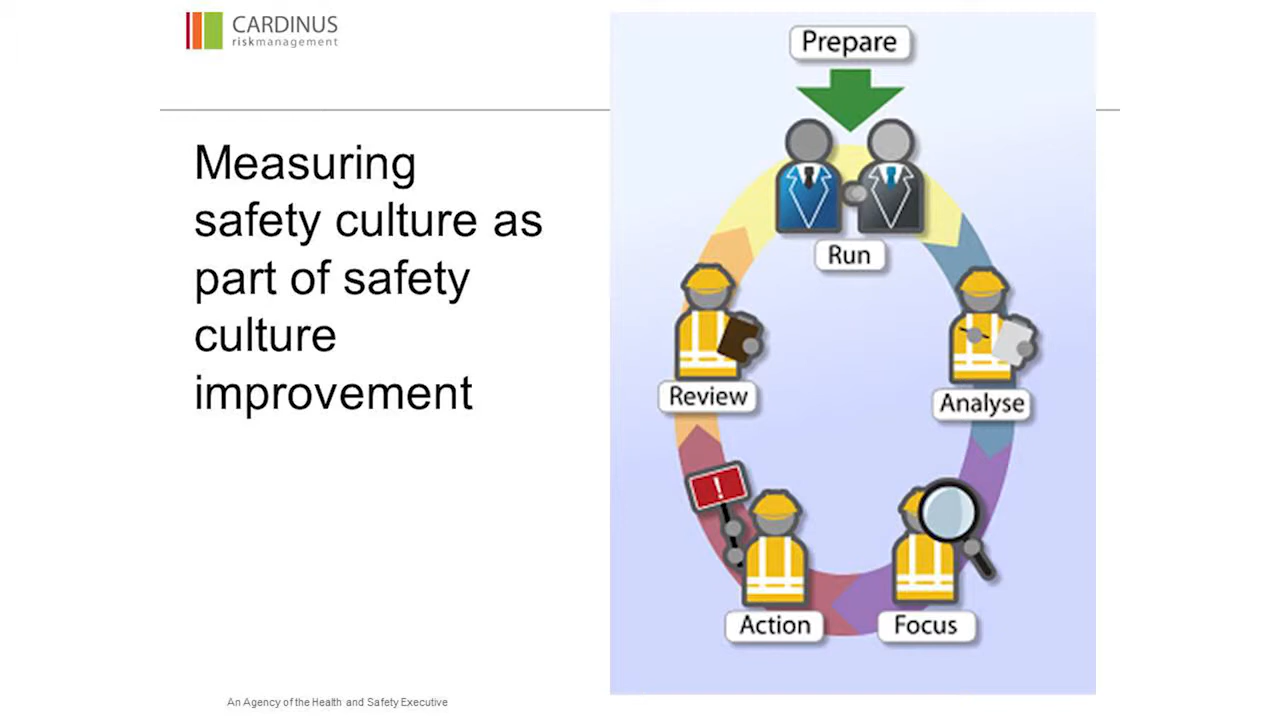 CARDINUS
riskmanagement
Measuring
safety culture as
part of safety
culture
improvement
Prepare
Run
Review
Analyse
!
Action
Focus
An Agency of the Health and Safety Executive